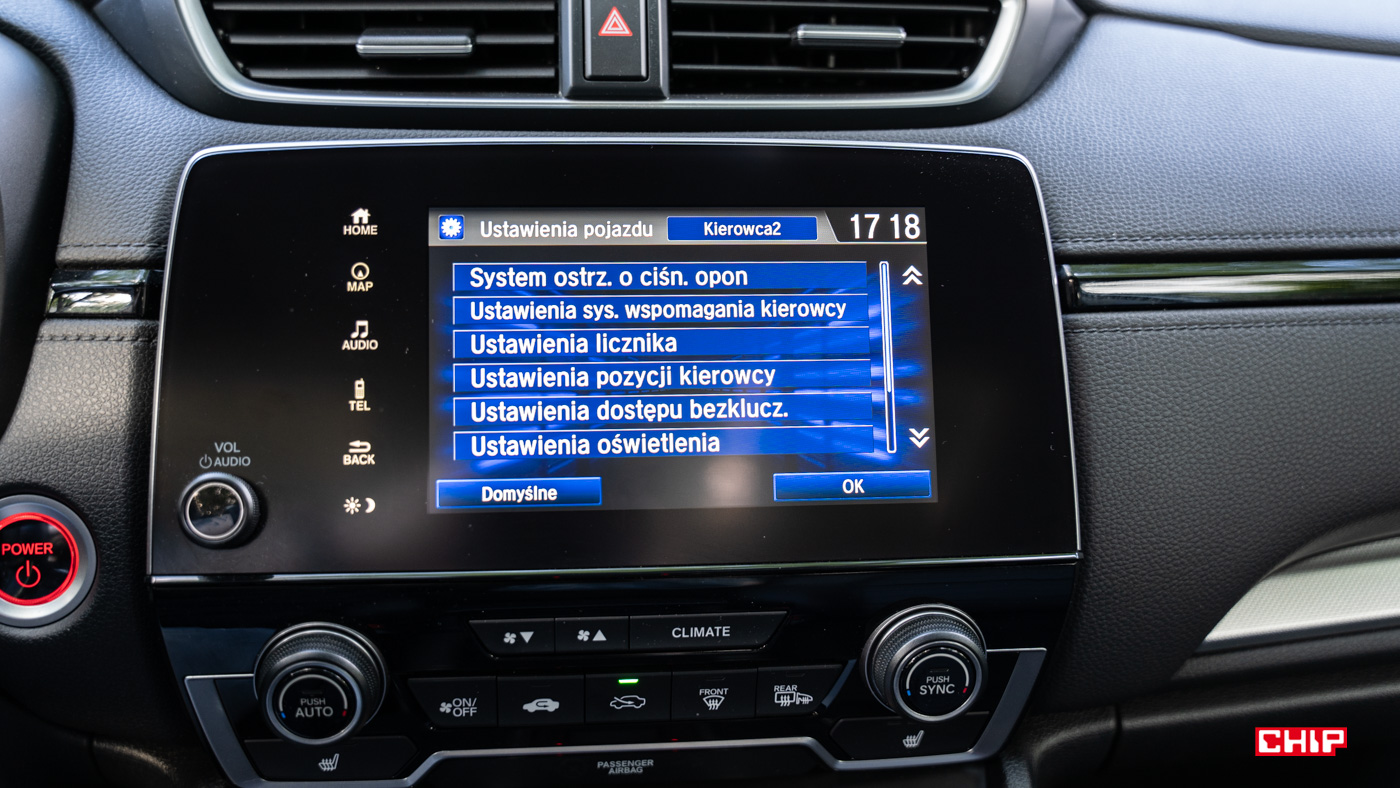 HOME
MAP
AUDIO
TEL
BACK
VOL
AUDIO
POWER
Ustawienia pojazdu
Kierowca2
17 18
System ostrz. o ciśn. opon
Ustawienia sys. wspomagania kierowcy
Ustawienia licznika
Ustawienia pozycji kierowcy
Ustawienia dostępu bezklucz.
Ustawienia oświetlenia
Domyślne
OK
CLIMATE
PUSH
AUTO
ON/
OFF
FRONT
REAR
PUSH
SYNC
PASSENGER
AIRBAG
CHIP